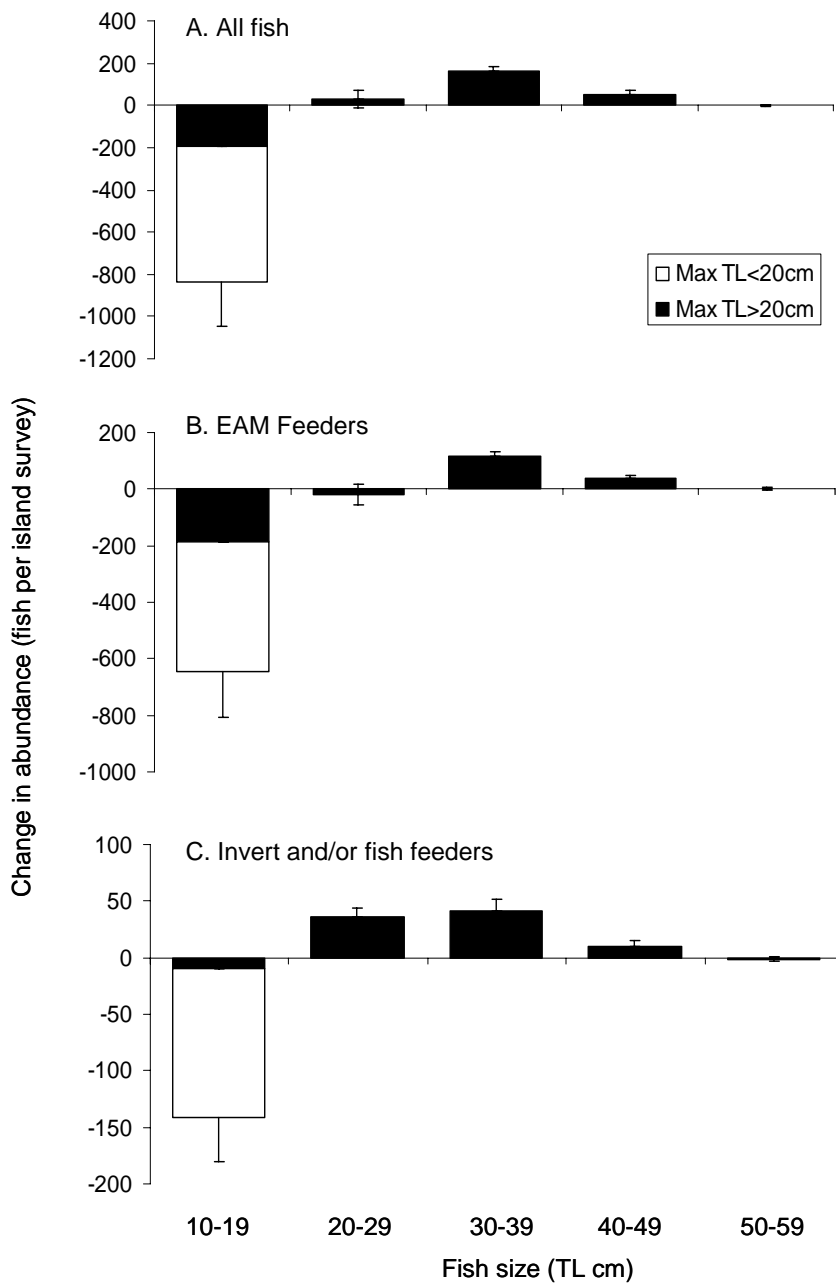 A. All fish
400
200
0
-200
-400
-600
-800
-1000
-1200
Max TL<20cm
Max TL>20cm
B. EAM Feeders
200
0
-200
-400
-600
-800
-1000
C. Invert and/or fish feeders
100
50
0
-50
-100
-150
-200
Change in abundance (fish per island survey)
10-19 20-29 30-39 40-49 50-59
Fish size (TL cm)